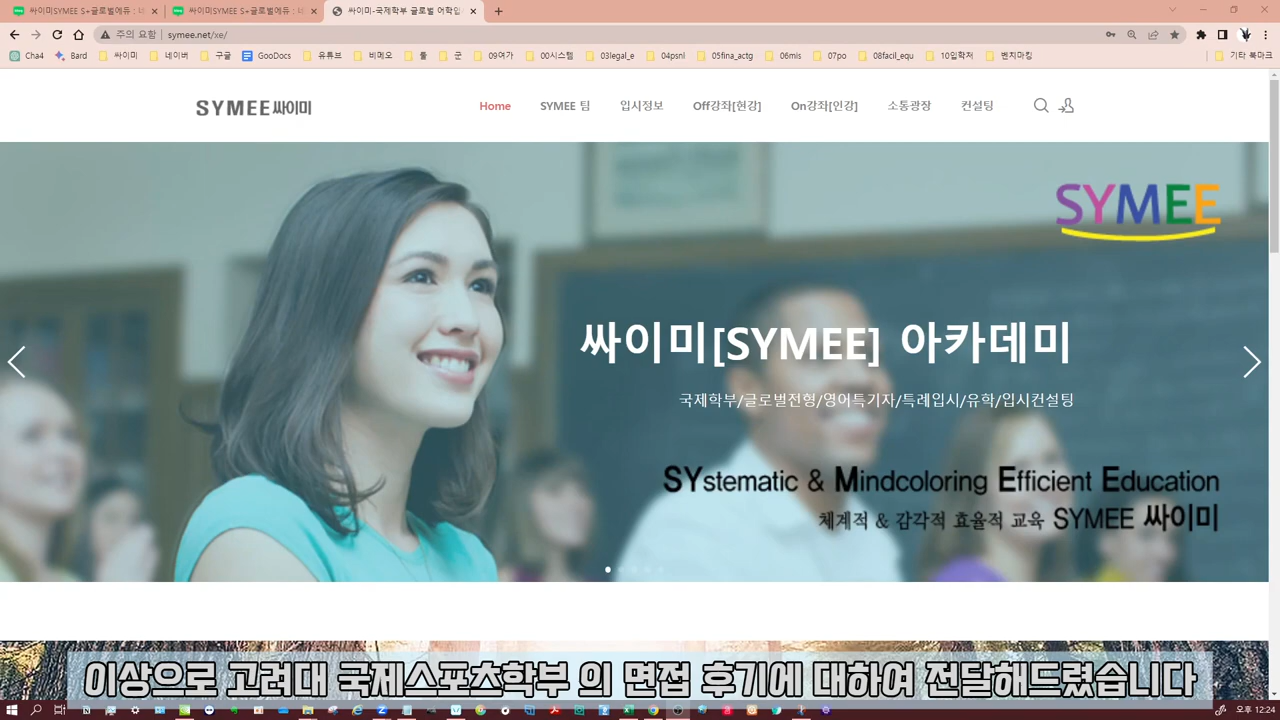 싸이미SYMEE S+글로벌에듀 : 네
싸이미SYMEE S+글로벌에듀 : 네
싸이미-국제학부 글로벌 어학입
주의 요함
symee.net/xe/
Cha4
Bard
싸이미
네이버
구글
GooDocs
유튜브
비메오
툴
군
09여가
00시스템
03legal_e
04psnl
05fina_actg
06mis
07po
08facil_equ
10입학처
벤치마킹
기타 북마크
SYMEE싸이미
Home
SYMEE 팀
입시정보
Off강좌[현강]
On강좌[인강]
소통광장
컨설팅
SYMEE
싸이미[SYMEE] 아카데미
국제학부/글로벌전형/영어특기자/특례입시/유학/입시컨설팅
SYstematic & Mindcoloring Efficient Education
체계적 & 감각적 효율적 교육 SYMEE 싸이미
이상으로 고려대 국제스포츠학부 의 면접 후기에 대하여 전달해드렸습니다
오후 12:24